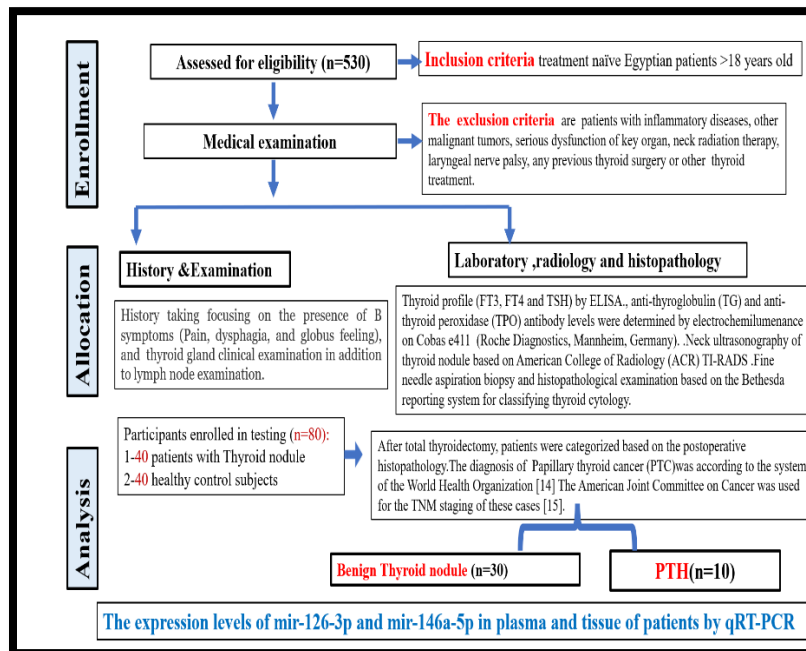 Enrollment
Assessed for eligibility (n=530)
Inclusion criteria treatment naïve Egyptian patients >18 years old
Medical examination
The exclusion criteria are patients with inflammatory diseases, other
malignant tumors, serious dysfunction of key organ, neck radiation therapy,
laryngeal nerve palsy, any previous thyroid surgery or other thyroid
treatment.
Allocation
History &Examination
History taking focusing on the presence of B
symptoms (Pain, dysphagia, and globus feeling),
and thyroid gland clinical examination in addition
to lymph node examination.
Laboratory ,radiology and histopathology
Thyroid profile (FT3, FT4 and TSH) by ELISA., anti-thyroglobulin (TG) and anti-
thyroid peroxidase (TPO) antibody levels were determined by electrochemilumenance
on Cobas e411 (Roche Diagnostics, Mannheim, Germany). .Neck ultrasonography of
thyroid nodule based on American College of Radiology (ACR) TI-RADS .Fine
needle aspiration biopsy and histopathological examination based on the Bethesda
reporting system for classifying thyroid cytology.
Analysis
Participants enrolled in testing (n=80):
1-40 patients with Thyroid nodule
2-40 healthy control subjects
After total thyroidectomy, patients were categorized based on the postoperative
histopathology.The diagnosis of Papillary thyroid cancer (PTC)was according to the system
of the World Health Organization [14] The American Joint Committee on Cancer was used
for the TNM staging of these cases [15].
Benign Thyroid nodule (n=30)
PTH(n=10)
The expression levels of mir-126-3p and mir-146a-5p in plasma and tissue of patients by qRT-PCR